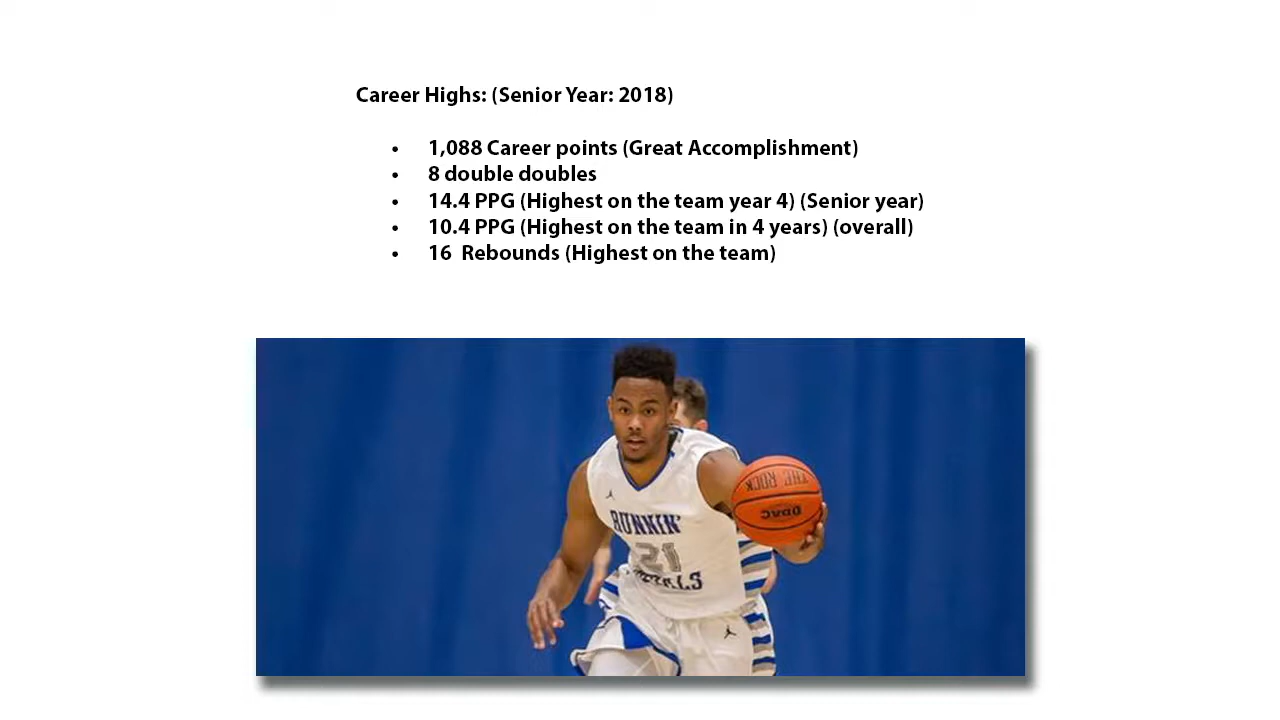 Career Highs: (Senior Year: 2018)
• 1,088 Career points (Great Accomplishment)
• 8 double doubles
• 14.4 PPG (Highest on the team year 4) (Senior year)
• 10.4 PPG (Highest on the team in 4 years) (overall)
• 16 Rebounds (Highest on the team)
THE ROCK
DDAC
RUNNIN'
21